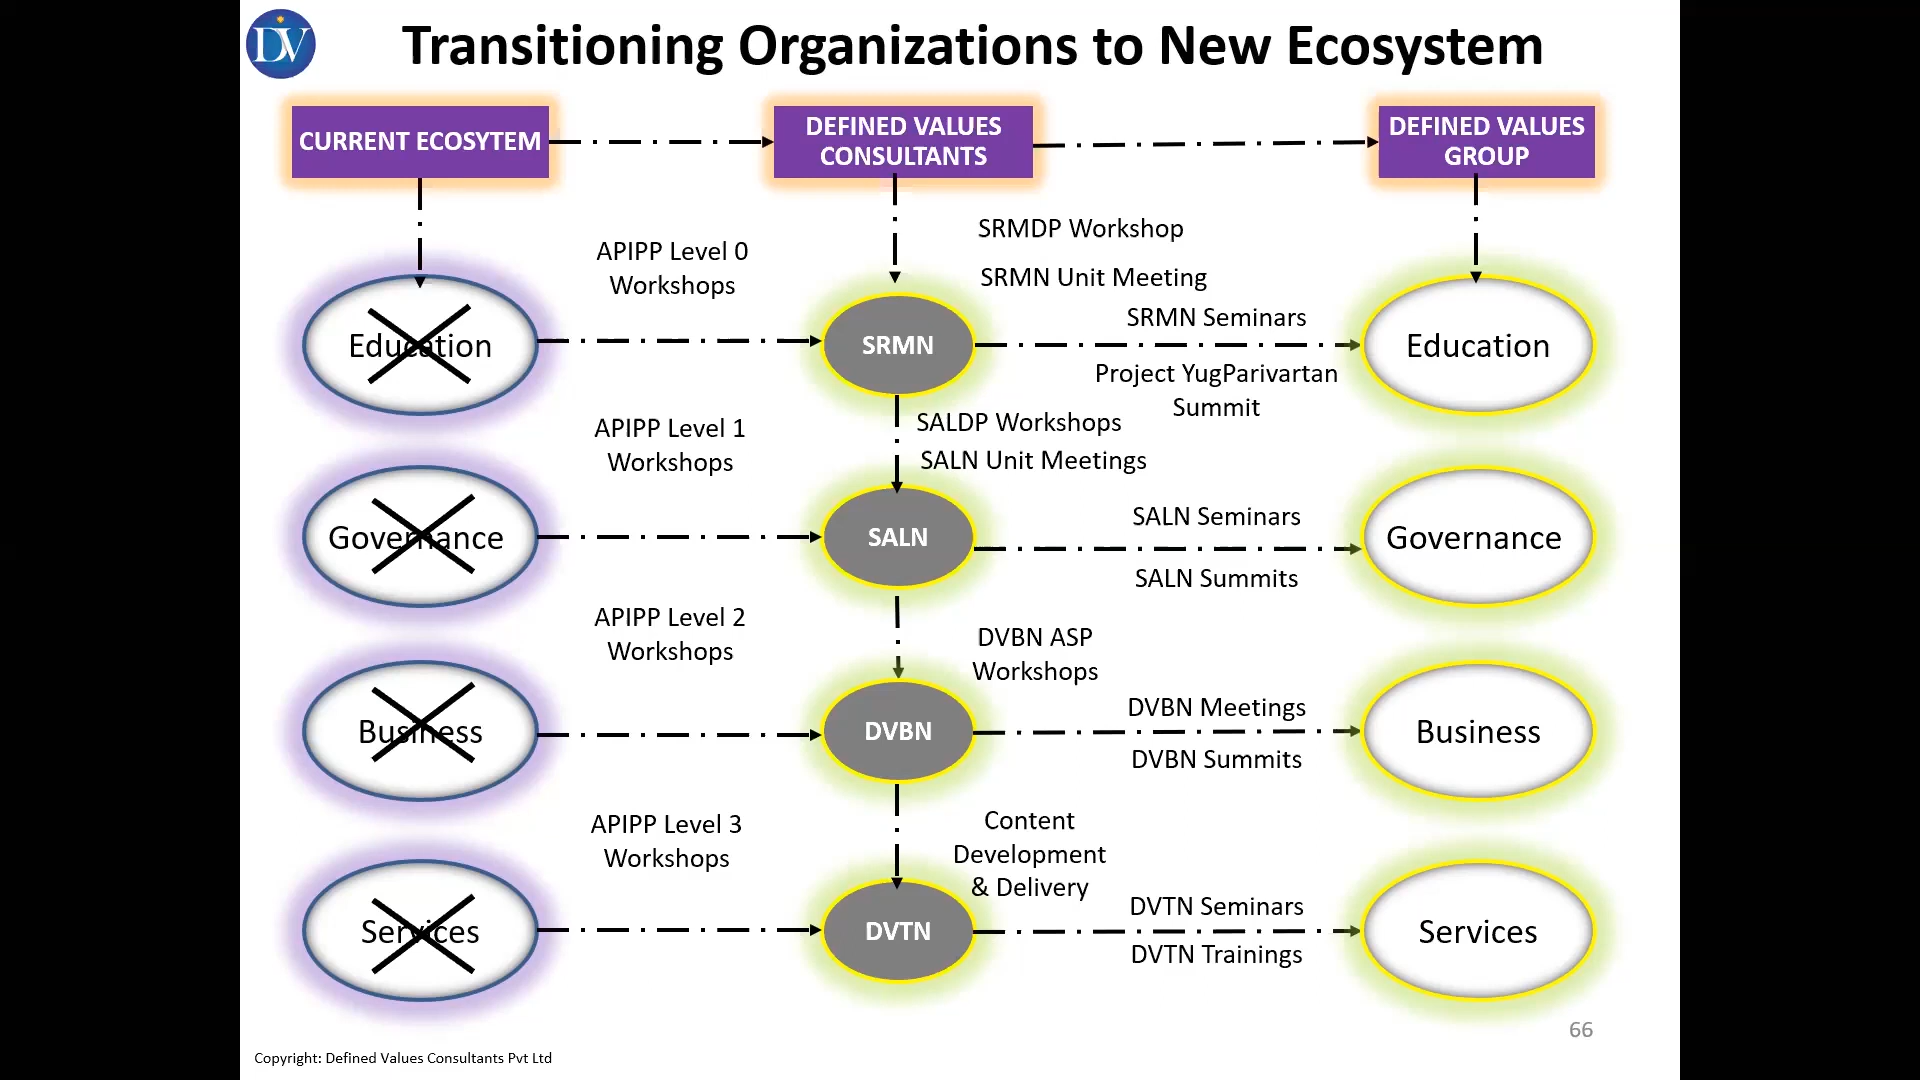 DV
Transitioning Organizations to New Ecosystem
CURRENT ECOSYTEM
DEFINED VALUES
CONSULTANTS
DEFINED VALUES
GROUP
SRMDP Workshop
APIPP Level 0
Workshops
SRMN Unit Meeting
Education
SRMN
SRMN Seminars
Project YugParivartan
Summit
Education
APIPP Level 1
Workshops
SALDP Workshops
SALN Unit Meetings
Governance
SALN
SALN Seminars
SALN Summits
Governance
APIPP Level 2
Workshops
DVBN ASP
Workshops
Business
DVBN
DVBN Meetings
DVBN Summits
Business
APIPP Level 3
Workshops
Content
Development
& Delivery
Services
DVTN
DVTN Seminars
DVTN Trainings
Services
66
Copyright: Defined Values Consultants Pvt Ltd